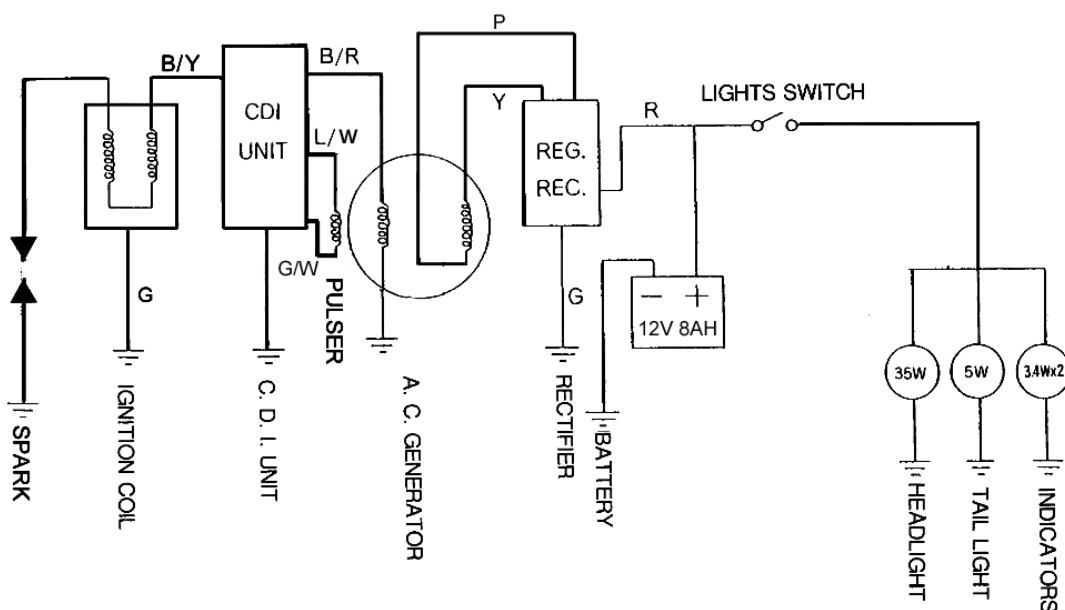 P
B/Y
B/R
Y
LIGHTS SWITCH
R
CDI
UNIT
L/W
REG.
REC.
G/W
G
G
PULSER
− +
12V 8AH
35W
5W
3.4Wx2
SPARK
IGNITION COIL
C. D. I. UNIT
A. C. GENERATOR
RECTIFIER
BATTERY
HEADLIGHT
TAIL LIGHT
INDICATORS